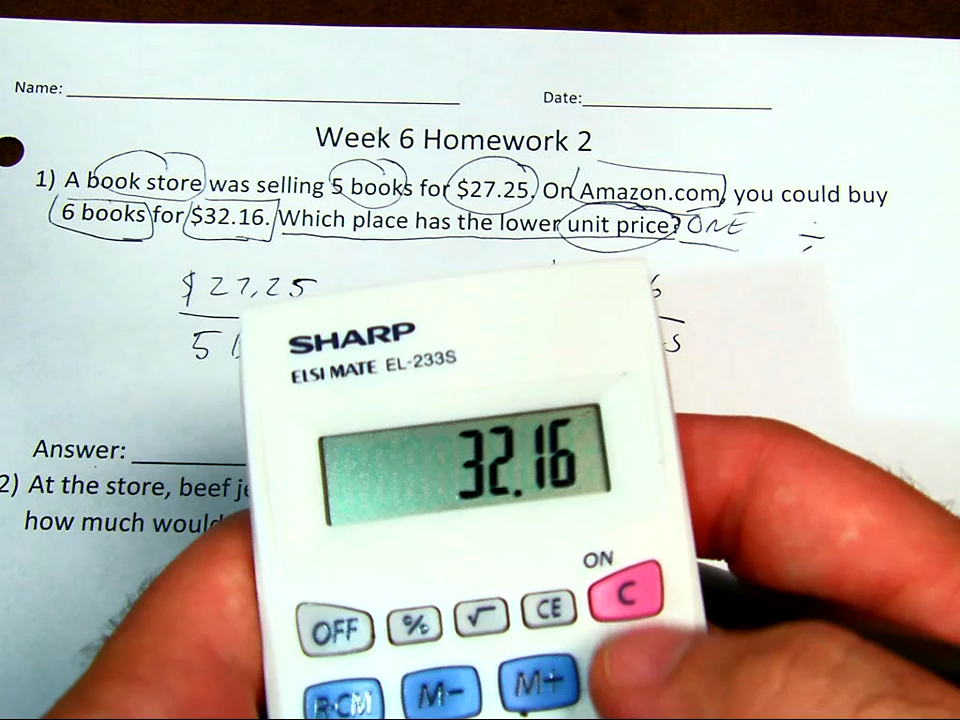 Name: Date:
Week 6 Homework 2
1) A book store was selling 5 books for $27.25. On Amazon.com, you could buy
6 books for $32.16. Which place has the lower unit price? ONE ÷
$27.25 6
5 s
SHARP
ELSI MATE EL-233S
32.16
Answer:
2) At the store, beef je
how much would
ON
OFF % √ CE C
R·CM M- M+